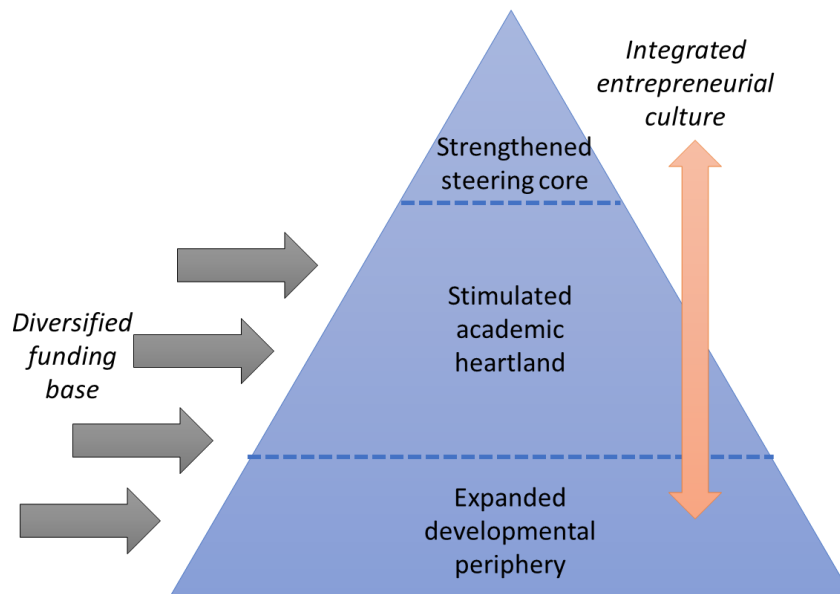 Integrated
entrepreneurial
culture
Strengthened
steering core
Stimulated
academic
heartland
Diversified
funding
base
Expanded
developmental
periphery